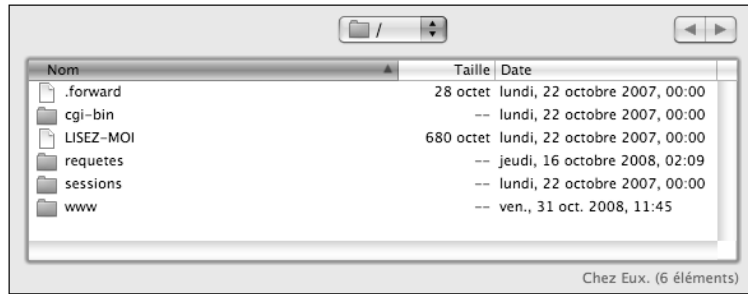 /
Nom Taille Date
.forward 28 octet lundi, 22 octobre 2007, 00:00
cgi-bin -- lundi, 22 octobre 2007, 00:00
LISEZ-MOI 680 octet lundi, 22 octobre 2007, 00:00
requetes -- jeudi, 16 octobre 2008, 02:09
sessions -- lundi, 22 octobre 2007, 00:00
www -- ven., 31 oct. 2008, 11:45
Chez Eux. (6 éléments)